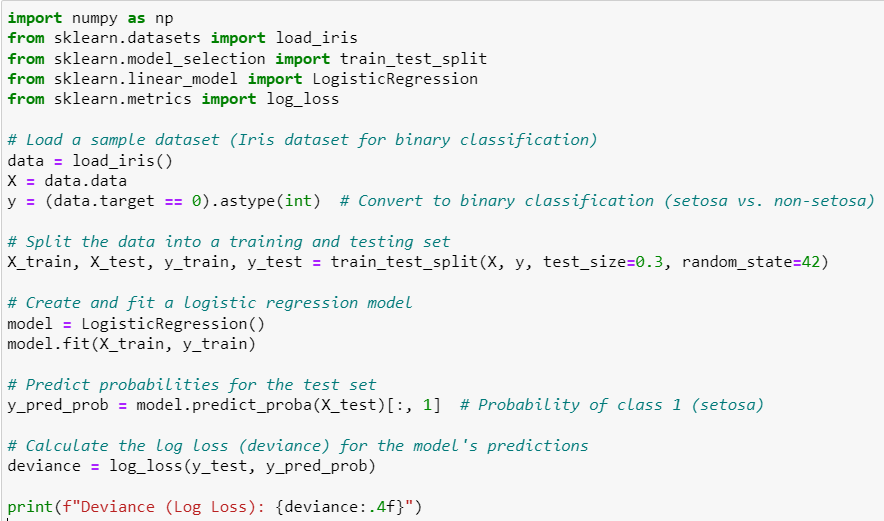 import numpy as np
from sklearn.datasets import load_iris
from sklearn.model_selection import train_test_split
from sklearn.linear_model import LogisticRegression
from sklearn.metrics import log_loss
# Load a sample dataset (Iris dataset for binary classification)
data = load_iris()
X = data.data
y = (data.target == 0).astype(int)  # Convert to binary classification (setosa vs. non-setosa)
# Split the data into a training and testing set
X_train, X_test, y_train, y_test = train_test_split(X, y, test_size=0.3, random_state=42)
# Create and fit a logistic regression model
model = LogisticRegression()
model.fit(X_train, y_train)
# Predict probabilities for the test set
y_pred_prob = model.predict_proba(X_test)[:, 1]  # Probability of class 1 (setosa)
# Calculate the log loss (deviance) for the model's predictions
deviance = log_loss(y_test, y_pred_prob)
print(f"Deviance (Log Loss): {deviance:.4f}")